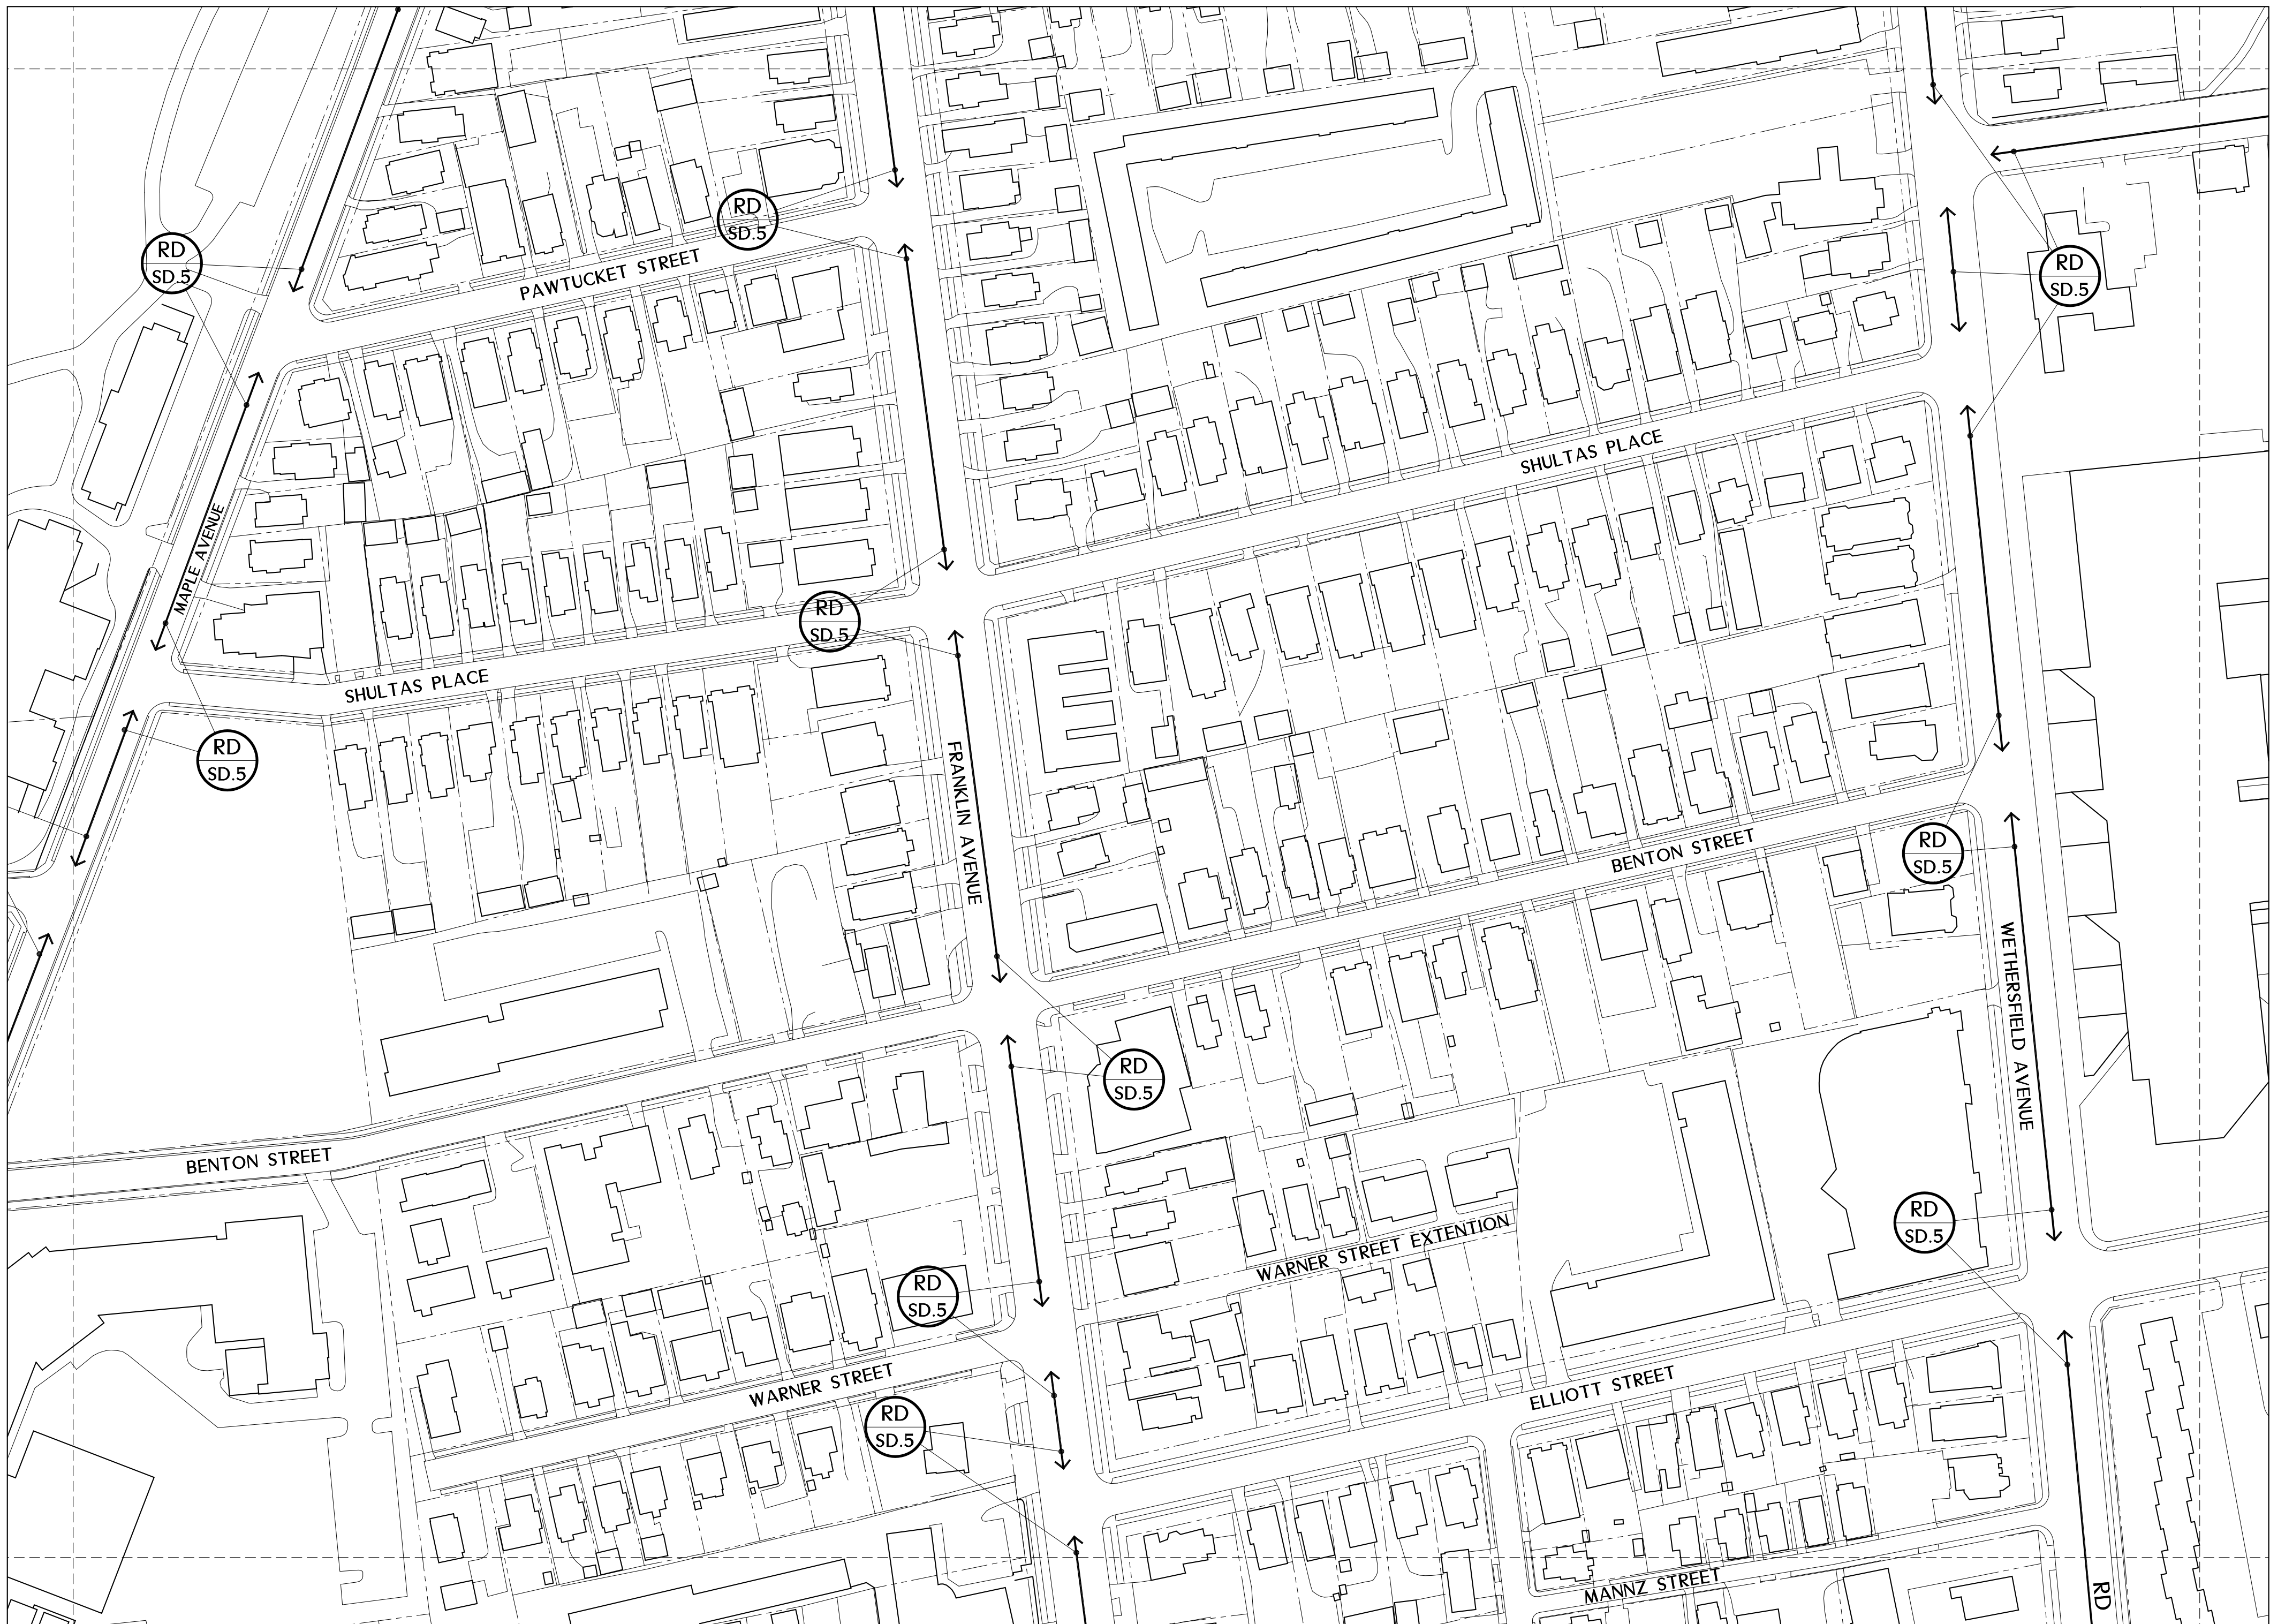 RD
SD.5
RD
SD.5
RD
SD.5
PAWTUCKET STREET
SHULTAS PLACE
MAPLE AVENUE
RD
SD.5
SHULTAS PLACE
RD
SD.5
FRANKLIN AVENUE
BENTON STREET
RD
SD.5
WETHERSFIELD AVENUE
RD
SD.5
BENTON STREET
RD
SD.5
WARNER STREET EXTENTION
RD
SD.5
WARNER STREET
ELLIOTT STREET
RD
SD.5
MANNZ STREET
RD